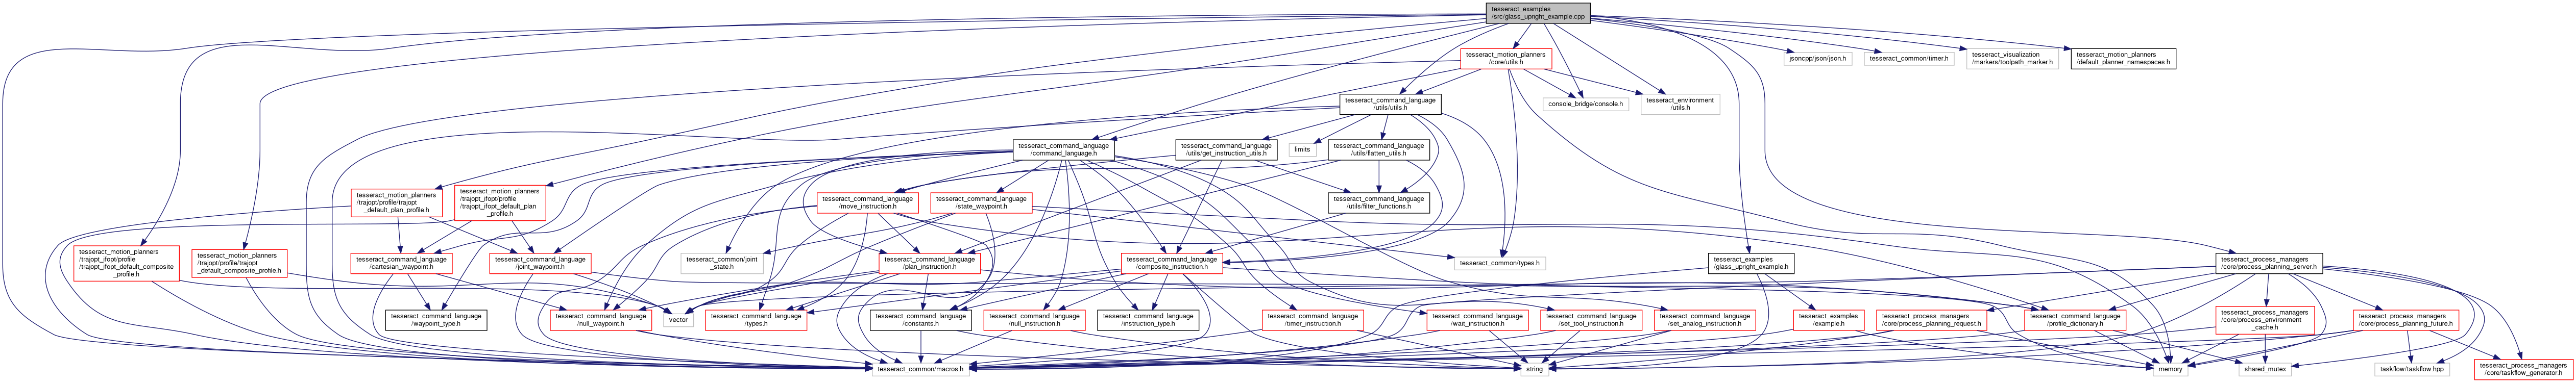 tesseract_examples
/src/glass_upright_example.cpp
tesseract_motion_planners
/core/utils.h
jsoncpp/json/json.h
tesseract_common/timer.h
tesseract_visualization
/markers/toolpath_marker.h
tesseract_motion_planners
/default_planner_namespaces.h
tesseract_command_language
/utils/utils.h
console_bridge/console.h
tesseract_environment
/utils.h
tesseract_command_language
/command_language.h
tesseract_command_language
/utils/get_instruction_utils.h
limits
tesseract_command_language
/utils/flatten_utils.h
tesseract_motion_planners
/trajopt/profile/trajopt
_default_plan_profile.h
tesseract_motion_planners
/trajopt_ifopt/profile
/trajopt_ifopt_default_plan
_profile.h
tesseract_command_language
/move_instruction.h
tesseract_command_language
/state_waypoint.h
tesseract_command_language
/utils/filter_functions.h
tesseract_motion_planners
/trajopt_ifopt/profile
/trajopt_ifopt_default_composite
_profile.h
tesseract_motion_planners
/trajopt/profile/trajopt
_default_composite_profile.h
tesseract_command_language
/cartesian_waypoint.h
tesseract_command_language
/joint_waypoint.h
tesseract_common/joint
_state.h
tesseract_command_language
/plan_instruction.h
tesseract_command_language
/composite_instruction.h
tesseract_common/types.h
tesseract_examples
/glass_upright_example.h
tesseract_process_managers
/core/process_planning_server.h
tesseract_command_language
/waypoint_type.h
tesseract_command_language
/null_waypoint.h
vector
tesseract_command_language
/types.h
tesseract_command_language
/constants.h
tesseract_command_language
/null_instruction.h
tesseract_command_language
/instruction_type.h
tesseract_command_language
/timer_instruction.h
tesseract_command_language
/wait_instruction.h
tesseract_command_language
/set_tool_instruction.h
tesseract_command_language
/set_analog_instruction.h
tesseract_examples
/example.h
tesseract_process_managers
/core/process_planning_request.h
tesseract_command_language
/profile_dictionary.h
tesseract_process_managers
/core/process_environment
_cache.h
tesseract_process_managers
/core/process_planning_future.h
tesseract_common/macros.h
string
memory
shared_mutex
taskflow/taskflow.hpp
tesseract_process_managers
/core/taskflow_generator.h